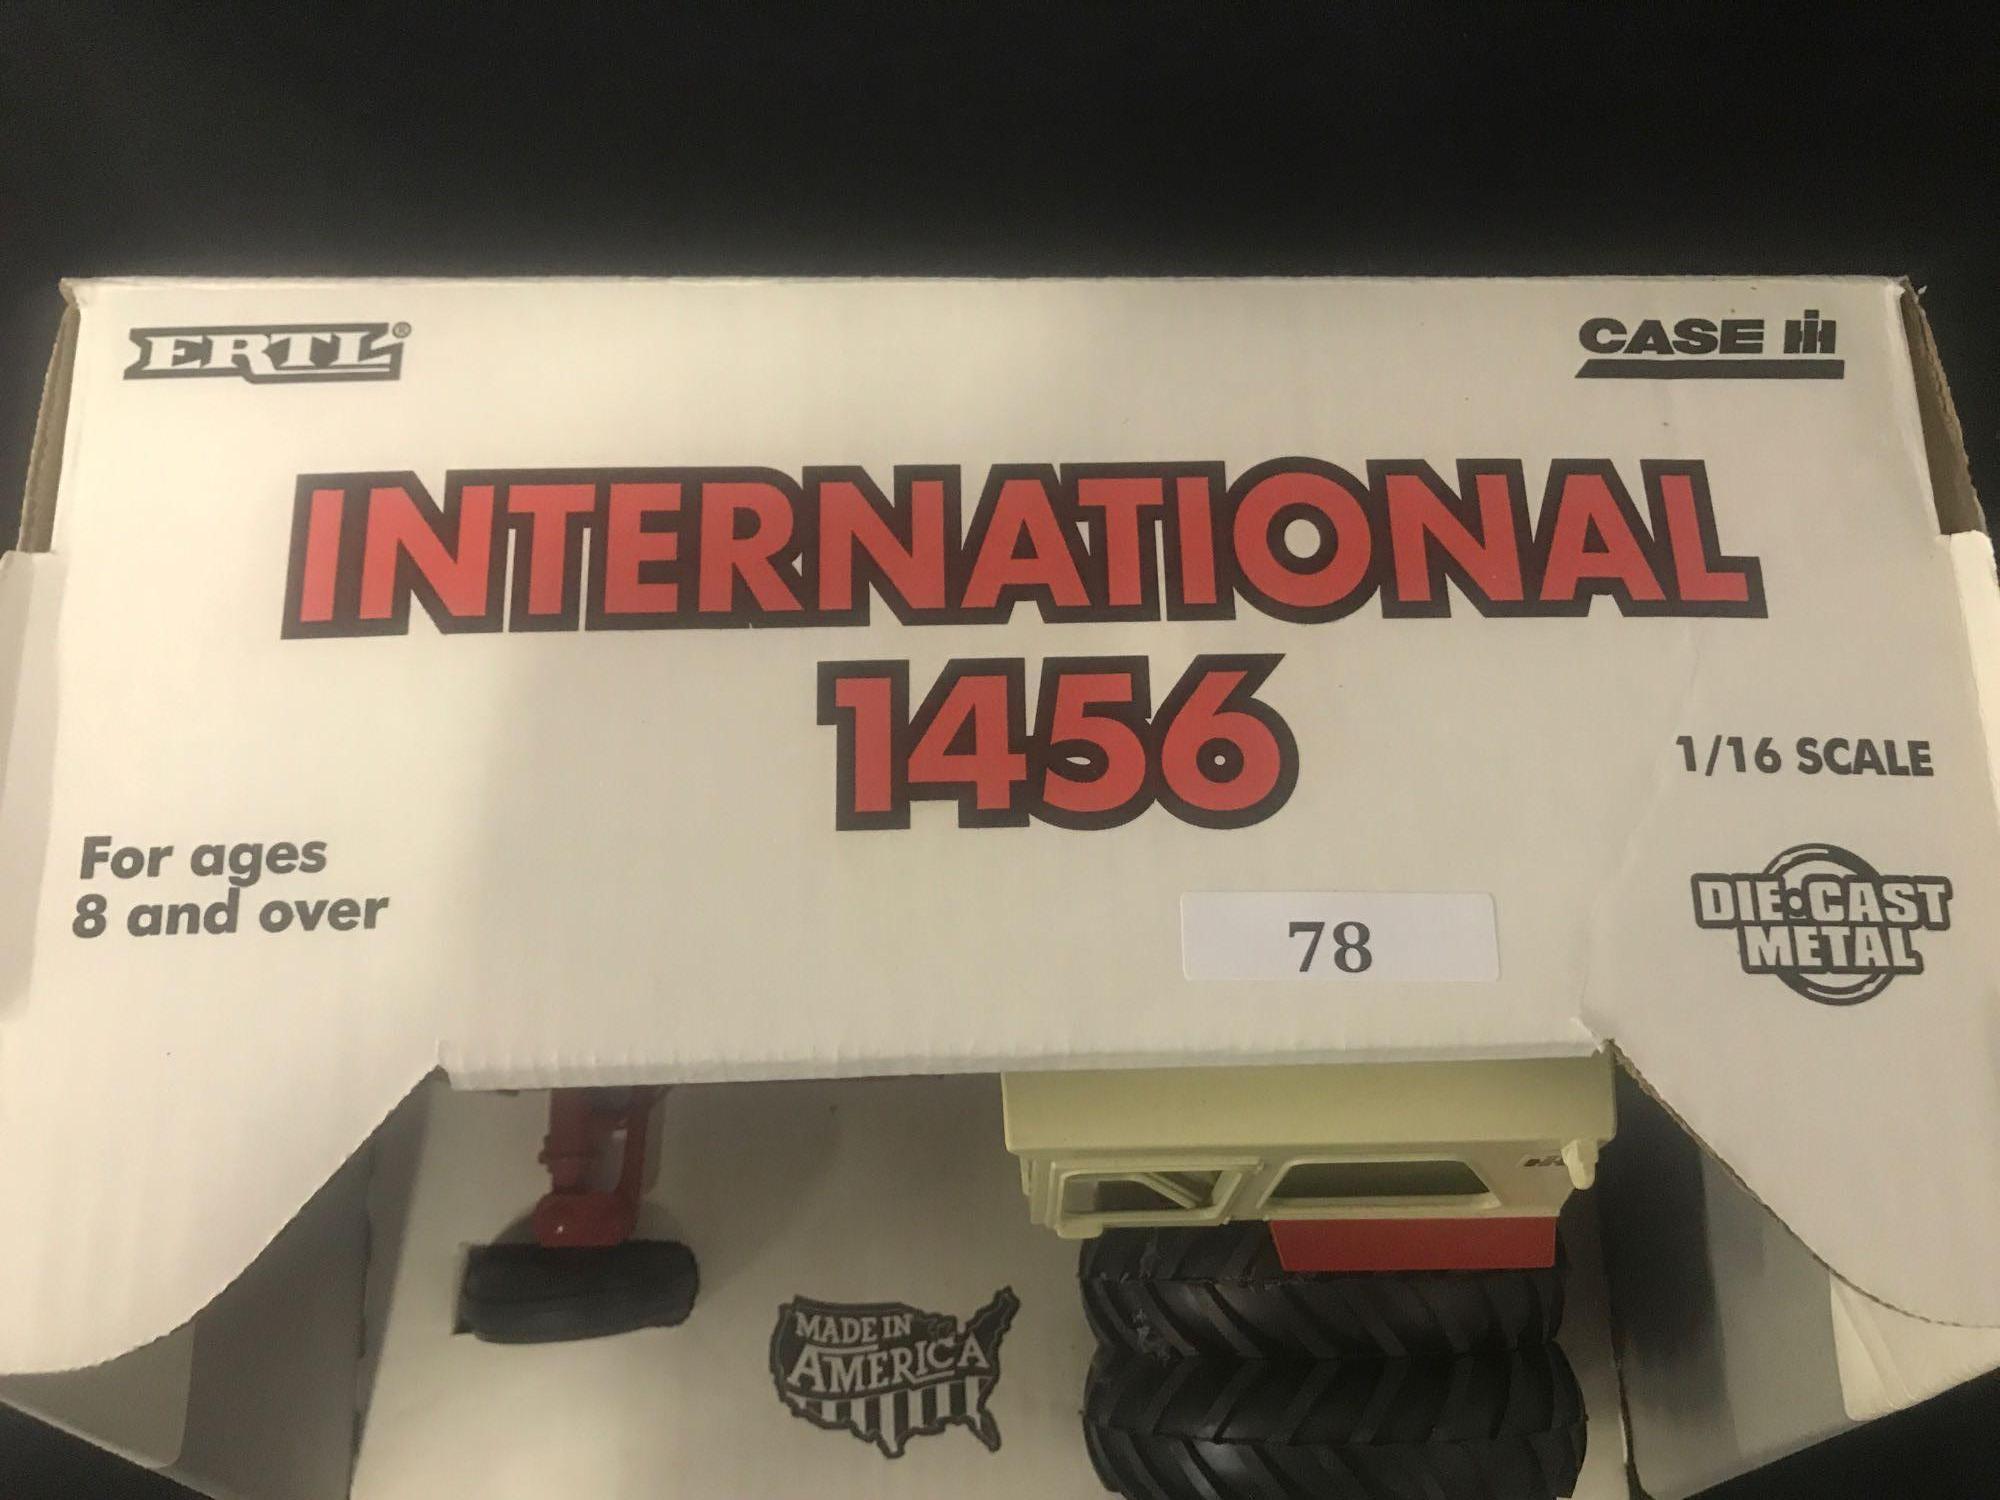 ERTL®
CASE IH
INTERNATIONAL
1456
1/16 SCALE
For ages
8 and over
78
DIE-CAST
METAL
MADE IN
AMERICA